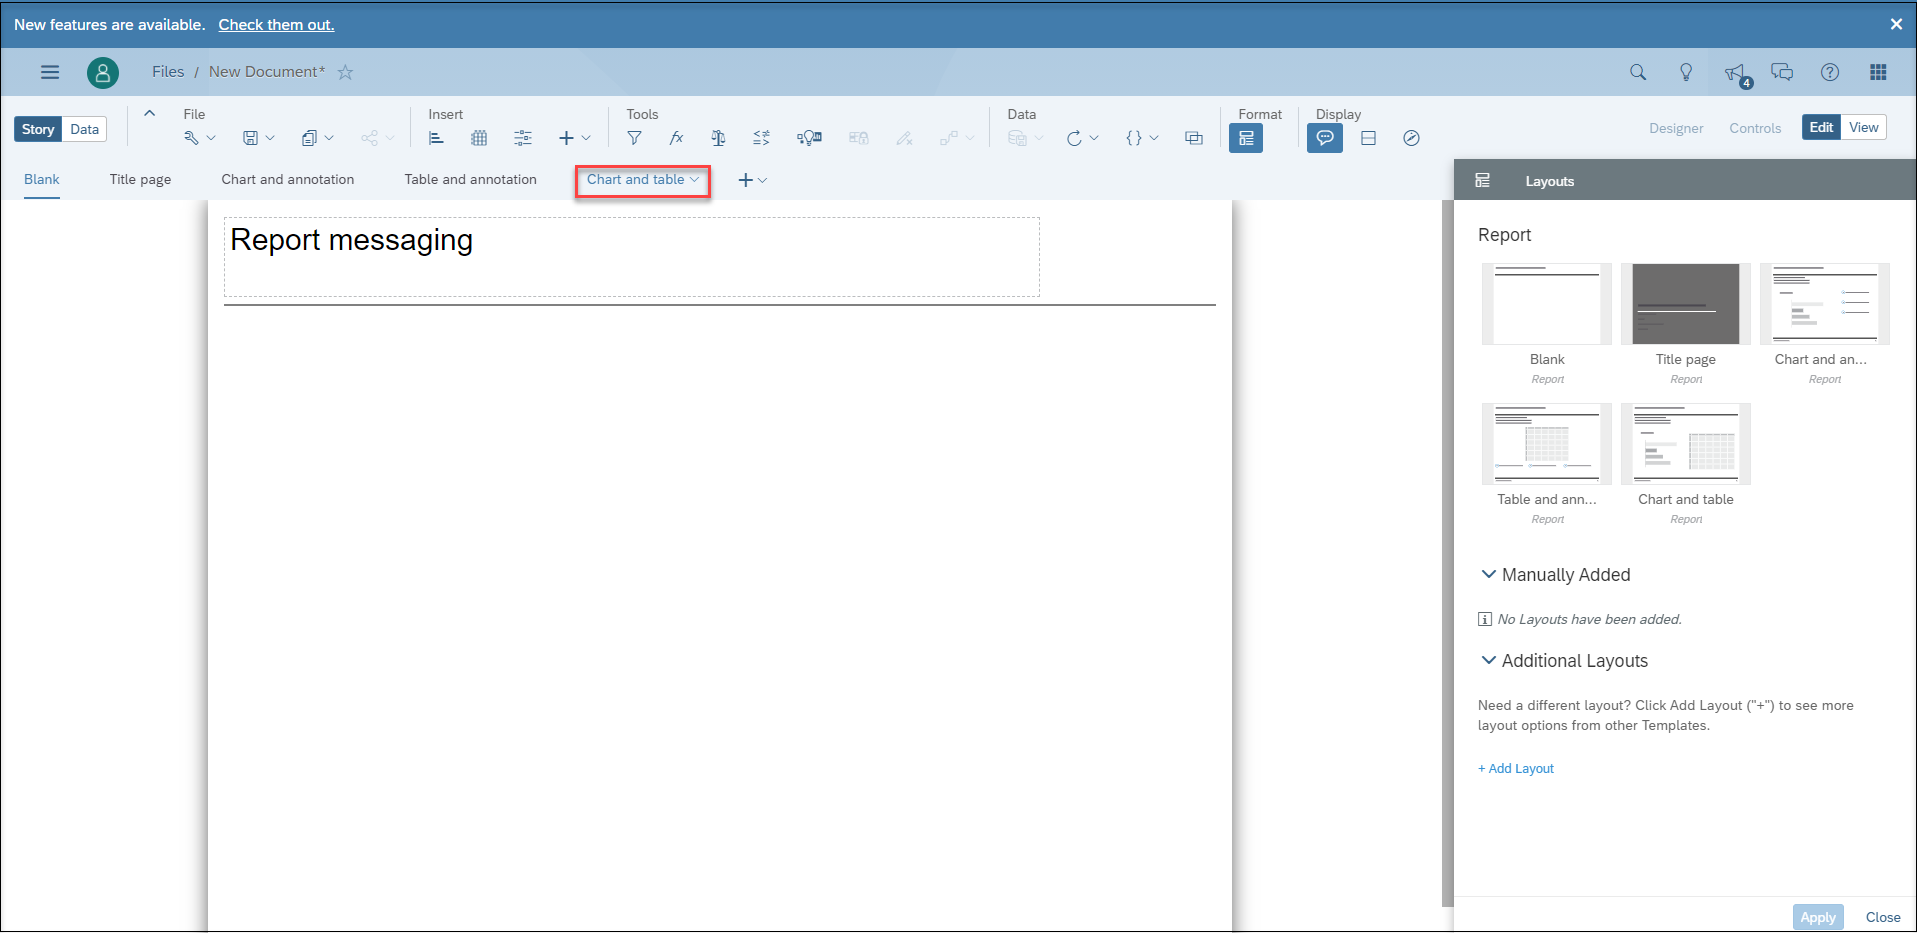 New features are available. Check them out.
Files / New Document*
4
Story Data
File
Insert
Tools
Data
Format
Display
Designer Controls Edit View
Blank Title page Chart and annotation Table and annotation Chart and table
Layouts
Report messaging
Report
Blank
Report
Title page
Report
Chart and an...
Report
Table and ann...
Report
Chart and table
Report
Manually Added
No Layouts have been added.
Additional Layouts
Need a different layout? Click Add Layout ("+") to see more
layout options from other Templates.
+ Add Layout
Apply Close